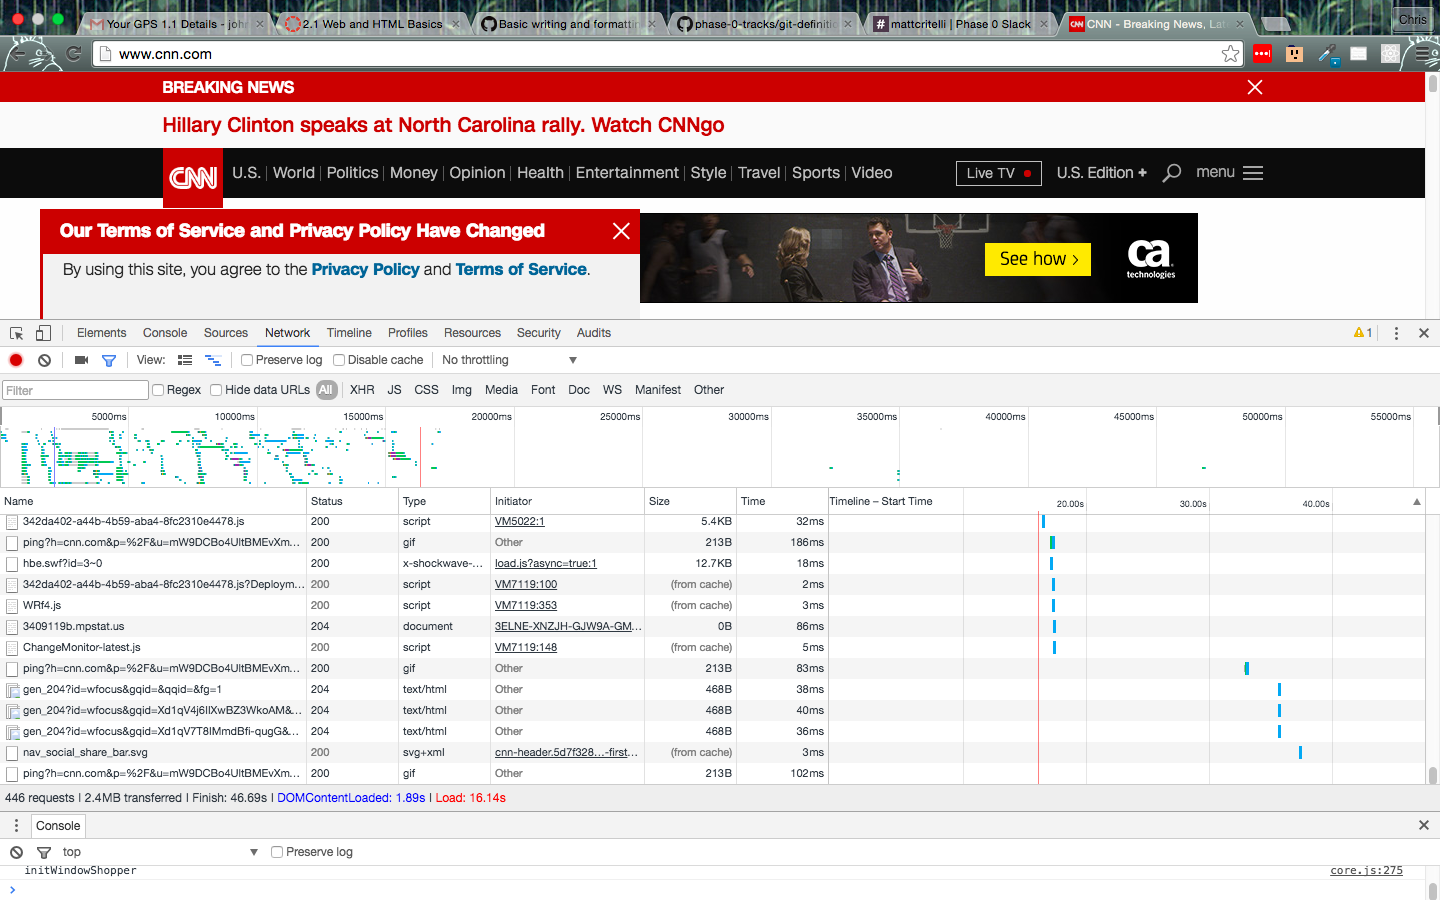 Your GPS 1.1 Details - john
2.1 Web and HTML Basics
Basic writing and formattin
phase-0-tracks/git-definitio
mattcritelli | Phase 0 Slack
CNN - Breaking News, Late
Chris
www.cnn.com
BREAKING NEWS
Hillary Clinton speaks at North Carolina rally. Watch CNNgo
CNN U.S. World Politics Money Opinion Health Entertainment Style Travel Sports Video Live TV U.S. Edition + menu
Our Terms of Service and Privacy Policy Have Changed
By using this site, you agree to the Privacy Policy and Terms of Service.
See how >
ca technologies
Elements Console Sources Network Timeline Profiles Resources Security Audits 1
View: Preserve log Disable cache No throttling
Filter Regex Hide data URLs All XHR JS CSS Img Media Font Doc WS Manifest Other
5000ms 10000ms 15000ms 20000ms 25000ms 30000ms 35000ms 40000ms 45000ms 50000ms 55000ms
Name Status Type Initiator Size Time Timeline – Start Time 20.00s 30.00s 40.00s
342da402-a44b-4b59-aba4-8fc2310e4478.js 200 script VM5022:1 5.4KB 32ms
ping?h=cnn.com&p=%2F&u=mW9DCBo4UItBMEvXm... 200 gif Other 213B 186ms
hbe.swf?id=3~0 200 x-shockwave-... load.js?async=true:1 12.7KB 18ms
342da402-a44b-4b59-aba4-8fc2310e4478.js?Deploym... 200 script VM7119:100 (from cache) 2ms
WRf4.js 200 script VM7119:353 (from cache) 3ms
3409119b.mpstat.us 204 document 3ELNE-XNZJH-GJW9A-GM... 0B 86ms
ChangeMonitor-latest.js 200 script VM7119:148 (from cache) 5ms
ping?h=cnn.com&p=%2F&u=mW9DCBo4UItBMEvXm... 200 gif Other 213B 83ms
gen_204?id=wfocus&gqid=&qqid=&fg=1 204 text/html Other 468B 38ms
gen_204?id=wfocus&gqid=Xd1qV4j6IIXwBZ3WkoAM&... 204 text/html Other 468B 40ms
gen_204?id=wfocus&gqid=Xd1qV7T8IMmdBfi-qugG&... 204 text/html Other 468B 36ms
nav_social_share_bar.svg 200 svg+xml cnn-header.5d7f328...-first... (from cache) 3ms
ping?h=cnn.com&p=%2F&u=mW9DCBo4UItBMEvXm... 200 gif Other 213B 102ms
446 requests | 2.4MB transferred | Finish: 46.69s | DOMContentLoaded: 1.89s | Load: 16.14s
Console
top Preserve log
initWindowShopper core.js:275